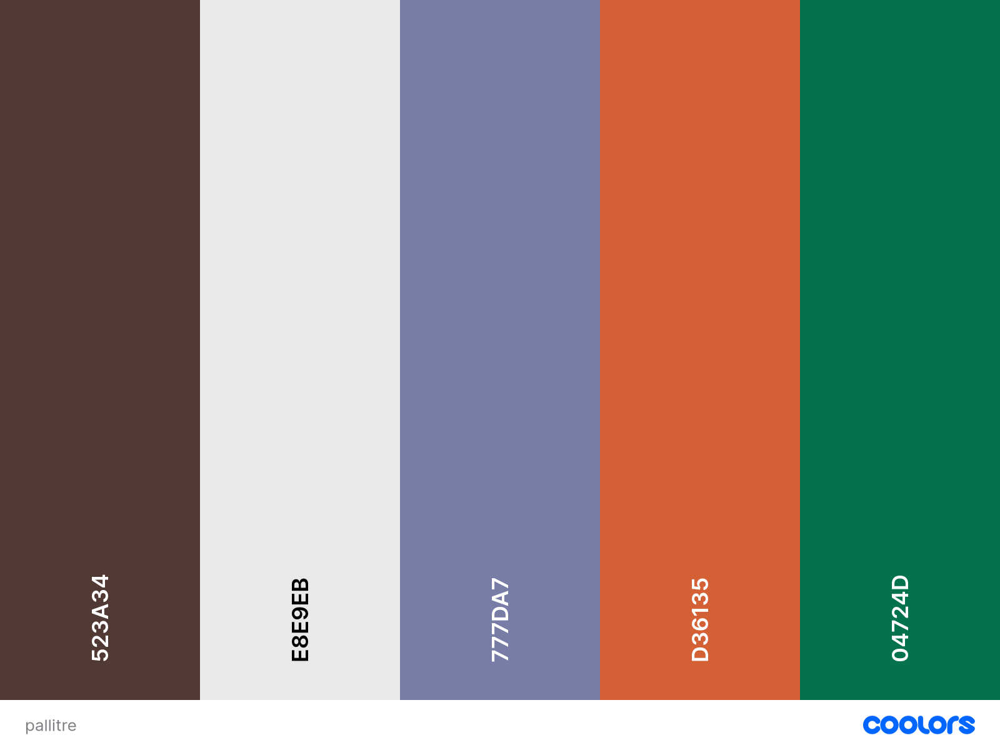 523A34
E8E9EB
777DA7
D36135
04724D
pallitre
coolors